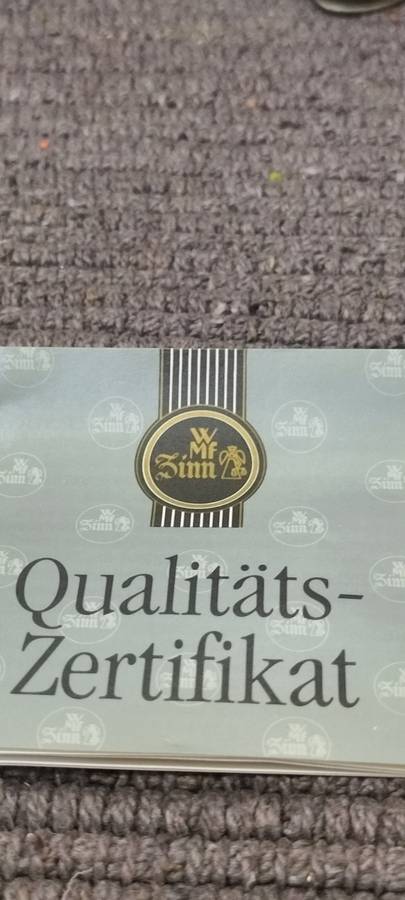 WMF
Zinn
Qualitäts-
Zertifikat